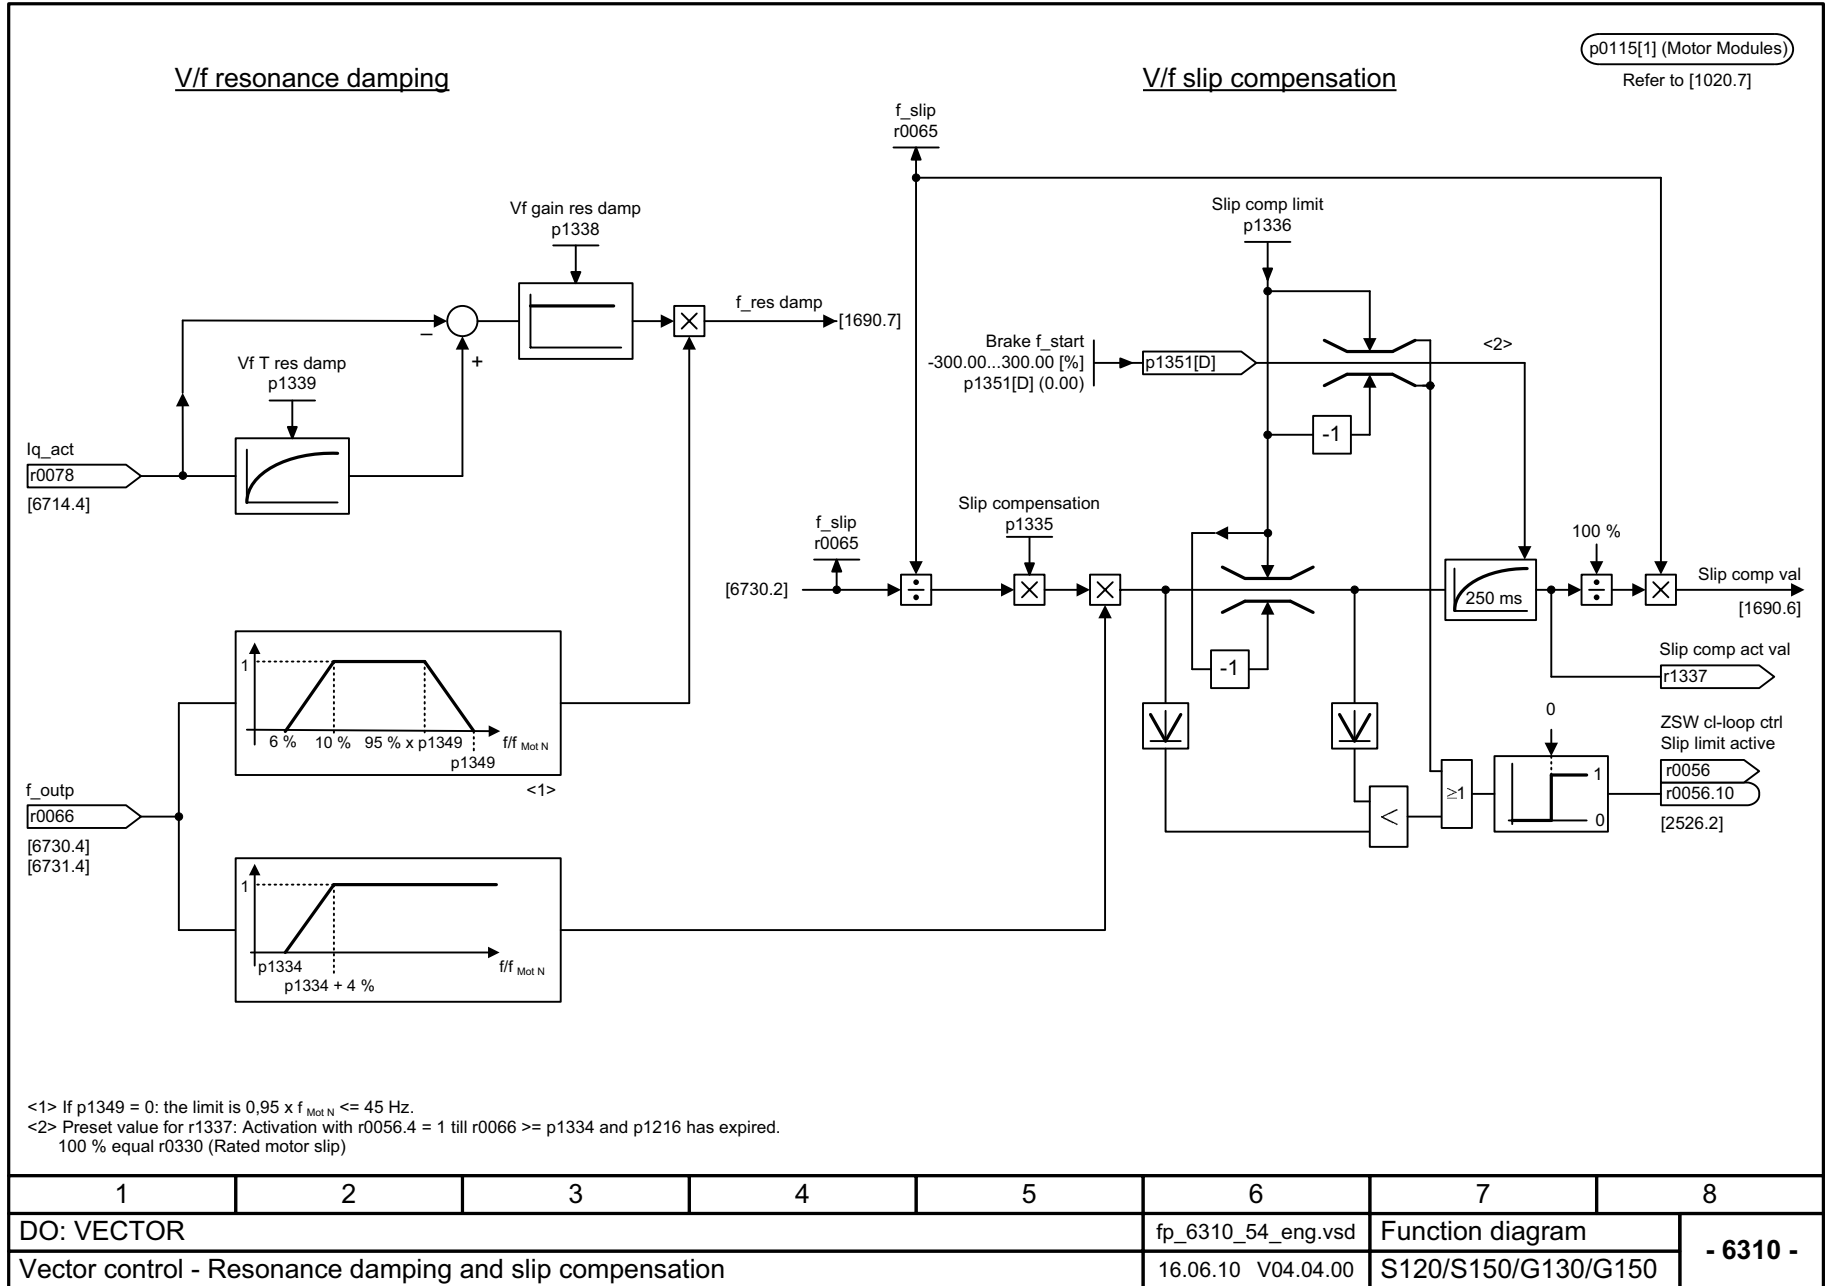 p0115[1] (Motor Modules)
Refer to [1020.7]
V/f resonance damping
V/f slip compensation
f_slip
r0065
Vf gain res damp
p1338
Slip comp limit
p1336
f_res damp
[1690.7]
–
+
Vf T res damp
p1339
Brake f_start
-300.00...300.00 [%]
p1351[D] (0.00)
p1351[D]
<2>
-1
Iq_act
r0078
[6714.4]
f_slip
r0065
[6730.2]
Slip compensation
p1335
100 %
250 ms
Slip comp val
[1690.6]
-1
Slip comp act val
r1337
1
6 %
10 %
95 % x p1349
f/f Mot N
p1349
<1>
0
ZSW cl-loop ctrl
Slip limit active
r0056
r0056.10
[2526.2]
1
0
≥1
<
f_outp
r0066
[6730.4]
[6731.4]
1
p1334
p1334 + 4 %
f/f Mot N
<1> If p1349 = 0: the limit is 0,95 x f Mot N <= 45 Hz.
<2> Preset value for r1337: Activation with r0056.4 = 1 till r0066 >= p1334 and p1216 has expired.
100 % equal r0330 (Rated motor slip)
1 2 3 4 5 6 7 8
DO: VECTOR
fp_6310_54_eng.vsd
Function diagram
- 6310 -
Vector control - Resonance damping and slip compensation
16.06.10 V04.04.00
S120/S150/G130/G150